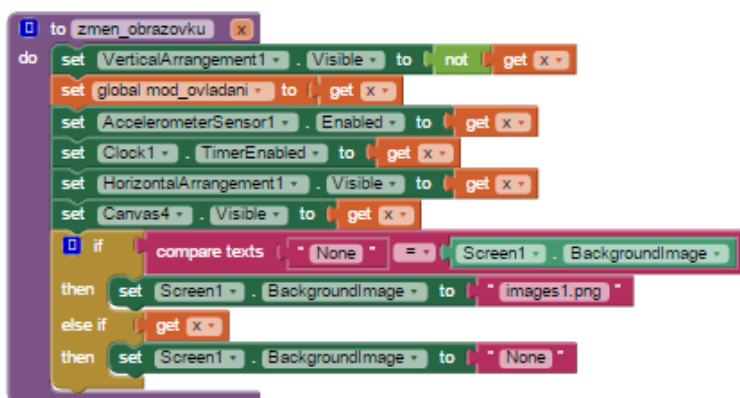 to zmen_obrazovku x
do set VerticalArrangement1 . Visible to not get x
set global mod_ovladani to get x
set AccelerometerSensor1 . Enabled to get x
set Clock1 . TimerEnabled to get x
set HorizontalArrangement1 . Visible to get x
set Canvas4 . Visible to get x
if compare texts " None " = Screen1 . BackgroundImage
then set Screen1 . BackgroundImage to " images1.png "
else if get x
then set Screen1 . BackgroundImage to " None "